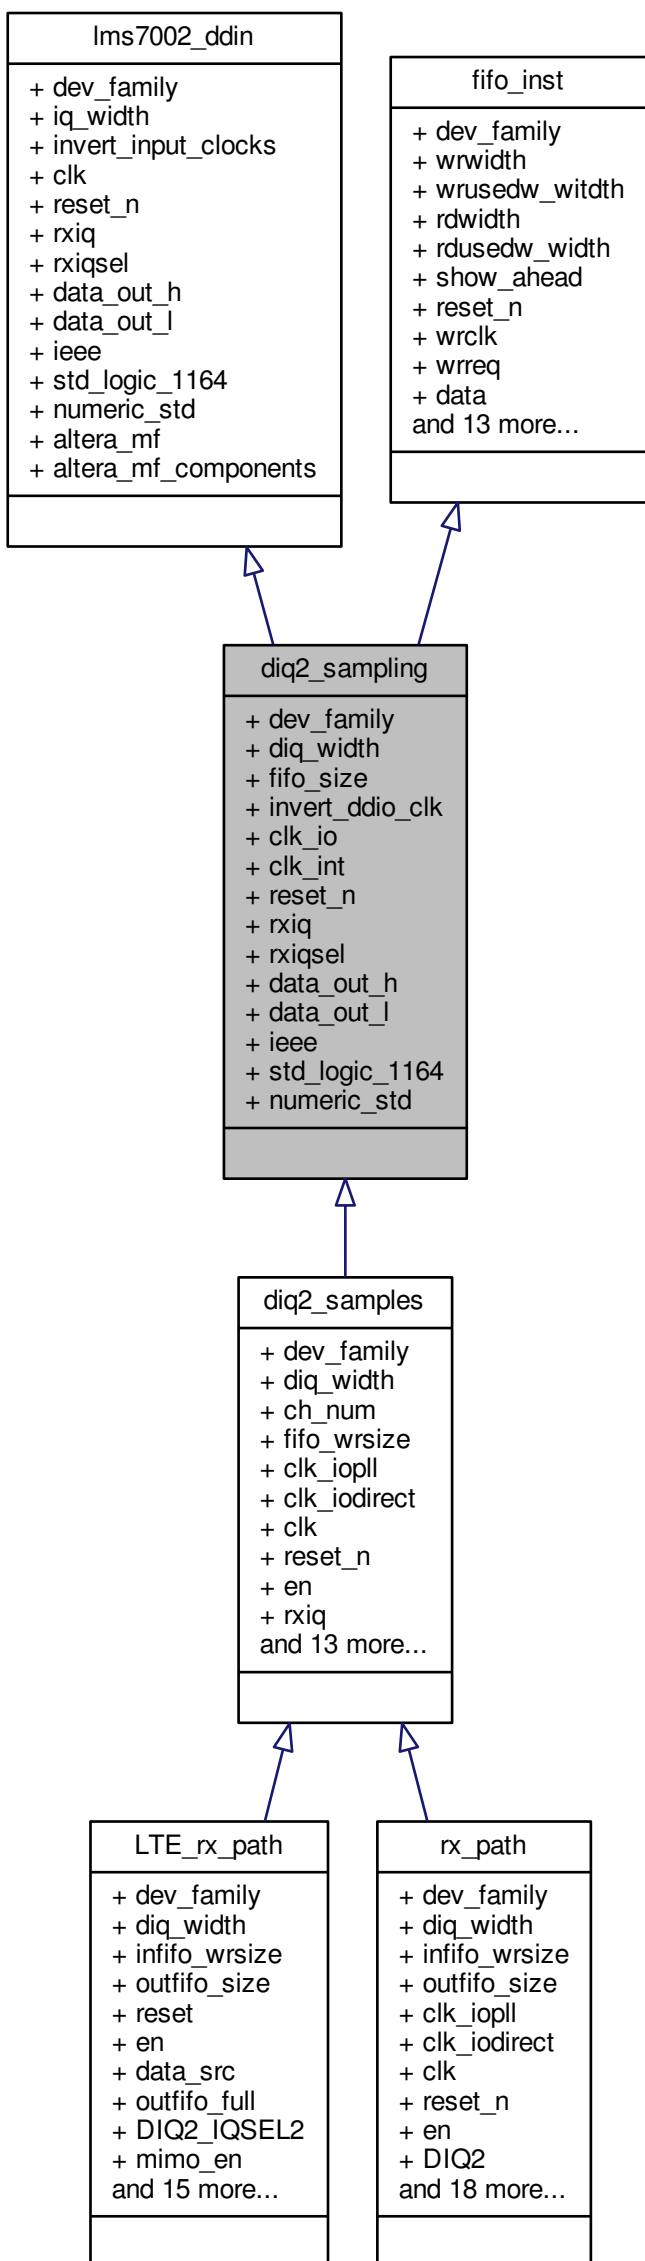 lms7002_ddin
+ dev_family
+ iq_width
+ invert_input_clocks
+ clk
+ reset_n
+ rxiq
+ rxiqsel
+ data_out_h
+ data_out_l
+ ieee
+ std_logic_1164
+ numeric_std
+ altera_mf
+ altera_mf_components
fifo_inst
+ dev_family
+ wrwidth
+ wrusedw_witdth
+ rdwidth
+ rdusedw_width
+ show_ahead
+ reset_n
+ wrclk
+ wrreq
+ data
and 13 more...
diq2_sampling
+ dev_family
+ diq_width
+ fifo_size
+ invert_ddio_clk
+ clk_io
+ clk_int
+ reset_n
+ rxiq
+ rxiqsel
+ data_out_h
+ data_out_l
+ ieee
+ std_logic_1164
+ numeric_std
diq2_samples
+ dev_family
+ diq_width
+ ch_num
+ fifo_wrsize
+ clk_iopll
+ clk_iodirect
+ clk
+ reset_n
+ en
+ rxiq
and 13 more...
LTE_rx_path
+ dev_family
+ diq_width
+ infifo_wrsize
+ outfifo_size
+ reset
+ en
+ data_src
+ outfifo_full
+ DIQ2_IQSEL2
+ mimo_en
and 15 more...
rx_path
+ dev_family
+ diq_width
+ infifo_wrsize
+ outfifo_size
+ clk_iopll
+ clk_iodirect
+ clk
+ reset_n
+ en
+ DIQ2
and 18 more...